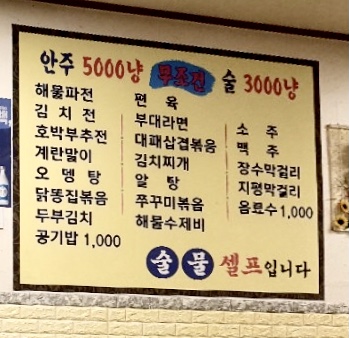 안주 5000냥 무조건 술 3000냥
해물파전
김치전
호박부추전
계란말이
오뎅탕
닭똥집볶음
두부김치
공기밥 1,000
편육
부대라면
대패삼겹볶음
김치찌개
알탕
쭈꾸미볶음
해물수제비
소주
맥주
장수막걸리
지평막걸리
음료수 1,000
술 물 셀프입니다